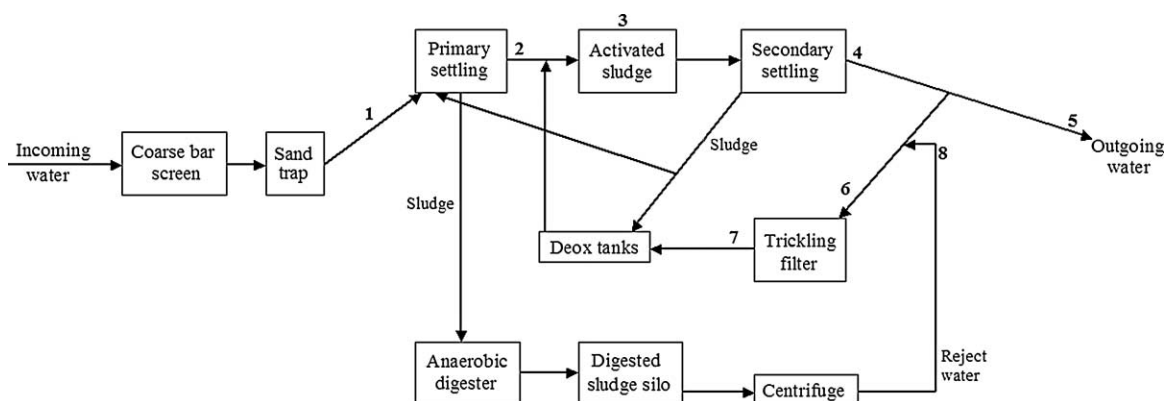 3
Primary
settling
2
Activated
sludge
Secondary
settling
4
1
5
Incoming
water
Coarse bar
screen
Sand
trap
Sludge
Outgoing
water
8
6
Sludge
Deox tanks
7
Trickling
filter
Anaerobic
digester
Digested
sludge silo
Centrifuge
Reject
water